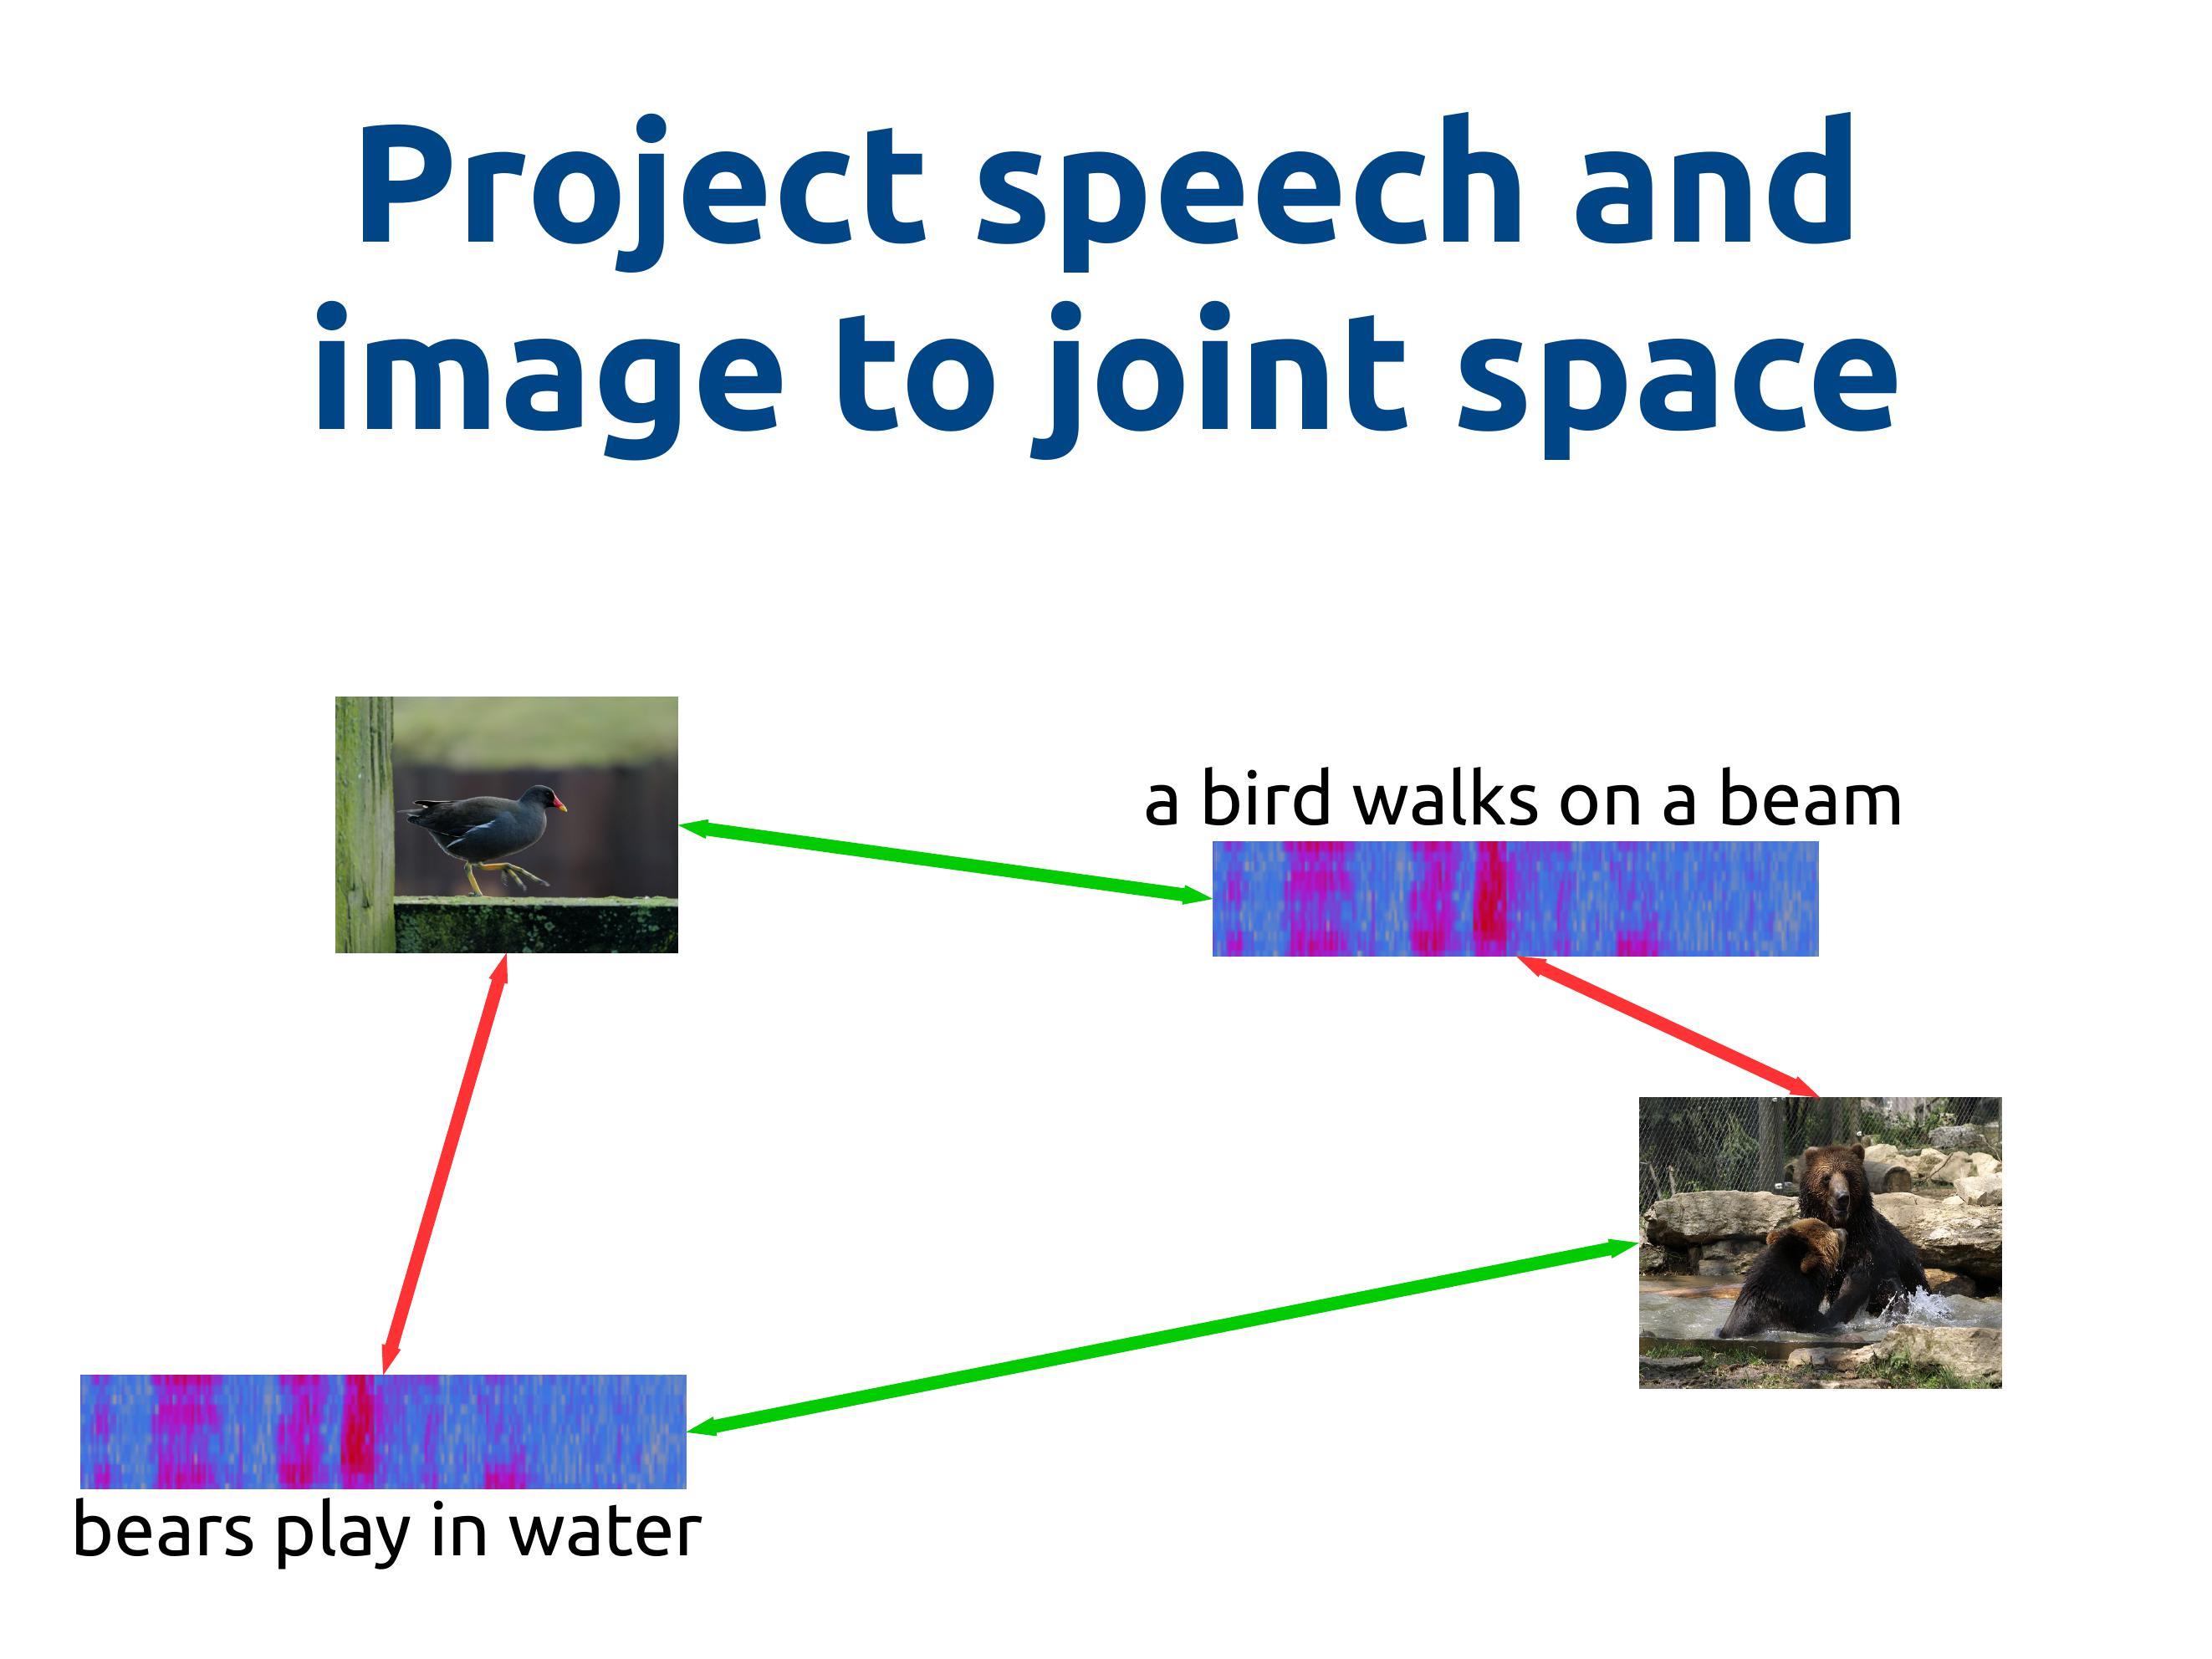 Project speech and
image to joint space
a bird walks on a beam
bears play in water